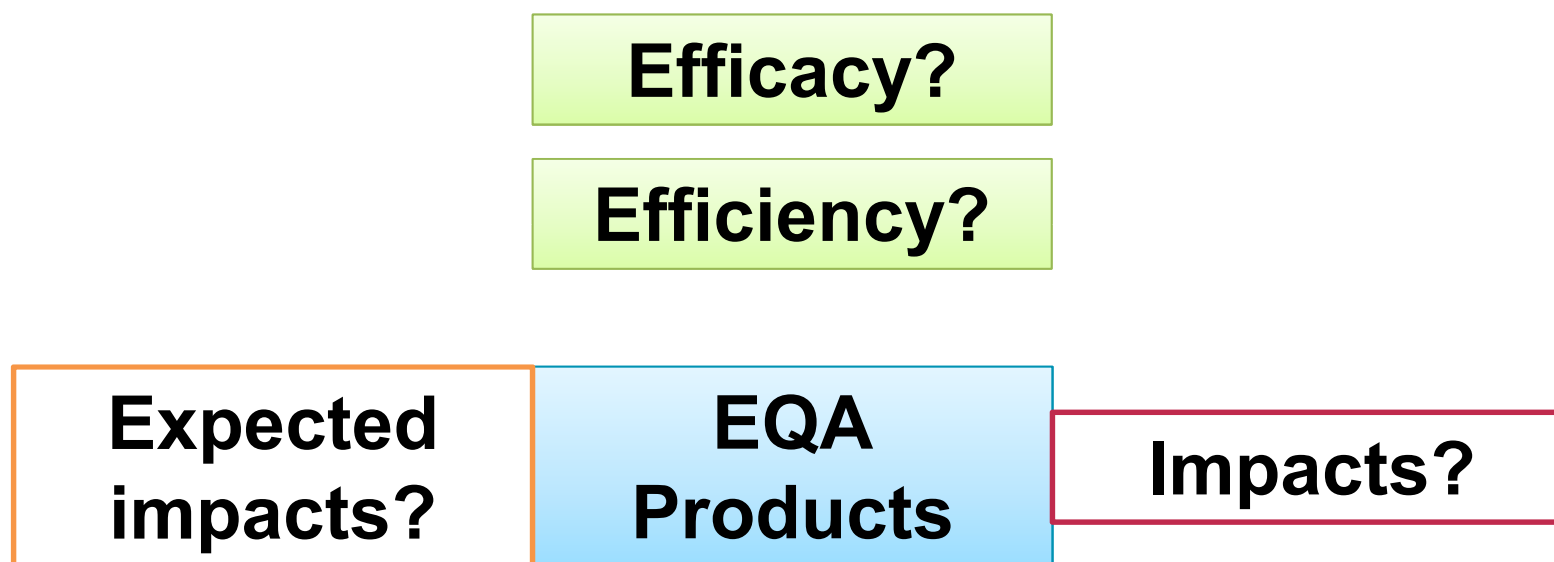 Efficacy?
Efficiency?
Expected
impacts?
EQA
Products
Impacts?